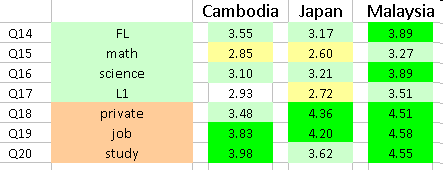 Cambodia Japan Malaysia
Q14 FL 3.55 3.17 3.89
Q15 math 2.85 2.60 3.27
Q16 science 3.10 3.21 3.89
Q17 L1 2.93 2.72 3.51
Q18 private 3.48 4.36 4.51
Q19 job 3.83 4.20 4.58
Q20 study 3.98 3.62 4.55